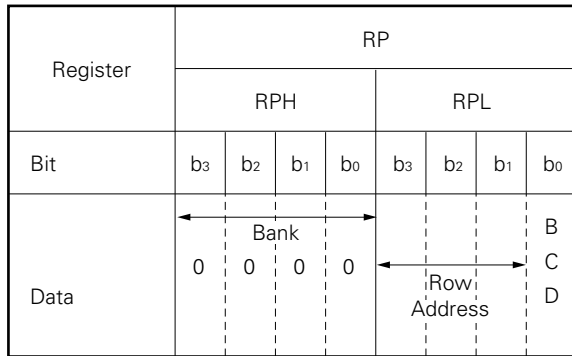 Register
RP
RPH RPL
Bit b3 b2 b1 b0 b3 b2 b1 b0
Data
Bank
0 0 0 0
Row
Address
B
C
D